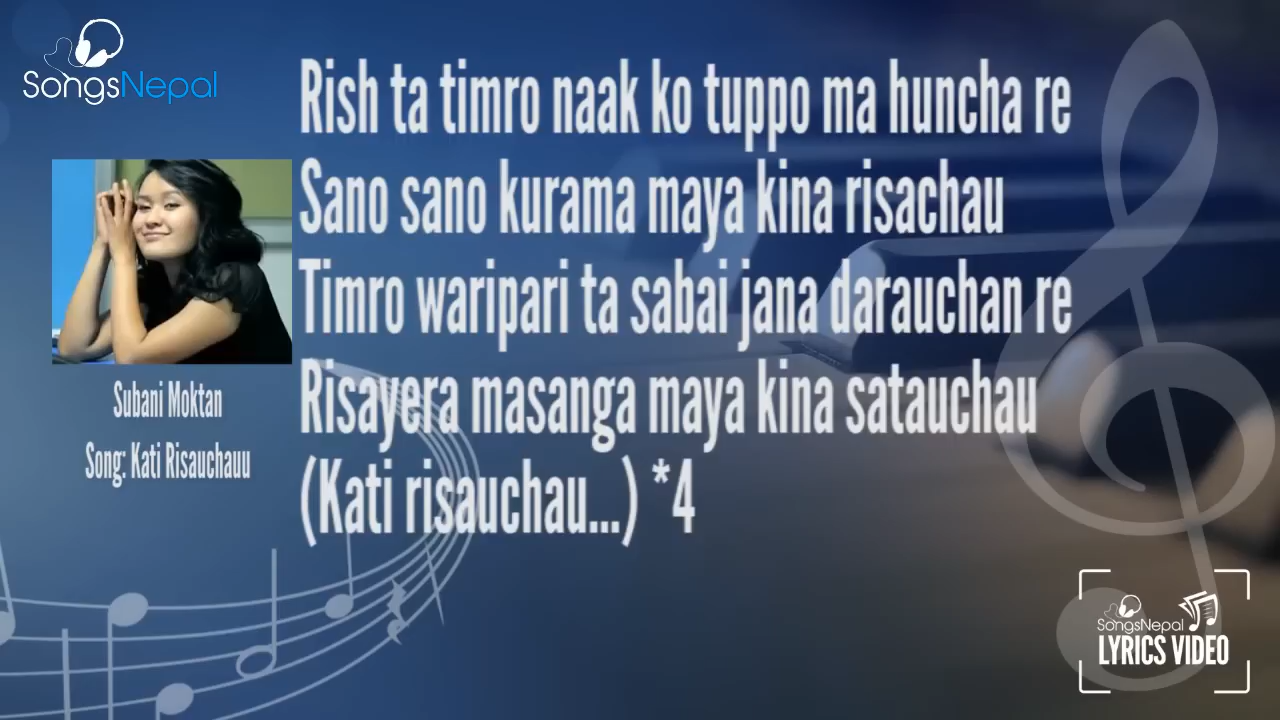 SongsNepal
Rish ta timro naak ko tuppo ma huncha re
Sano sano kurama maya kina risachau
Timro waripari ta sabai jana darauchan re
Risayera masanga maya kina satauchau
(Kati risauchau...) *4
Subani Moktan
Song: Kati Risauchauu
SongsNepal
LYRICS VIDEO